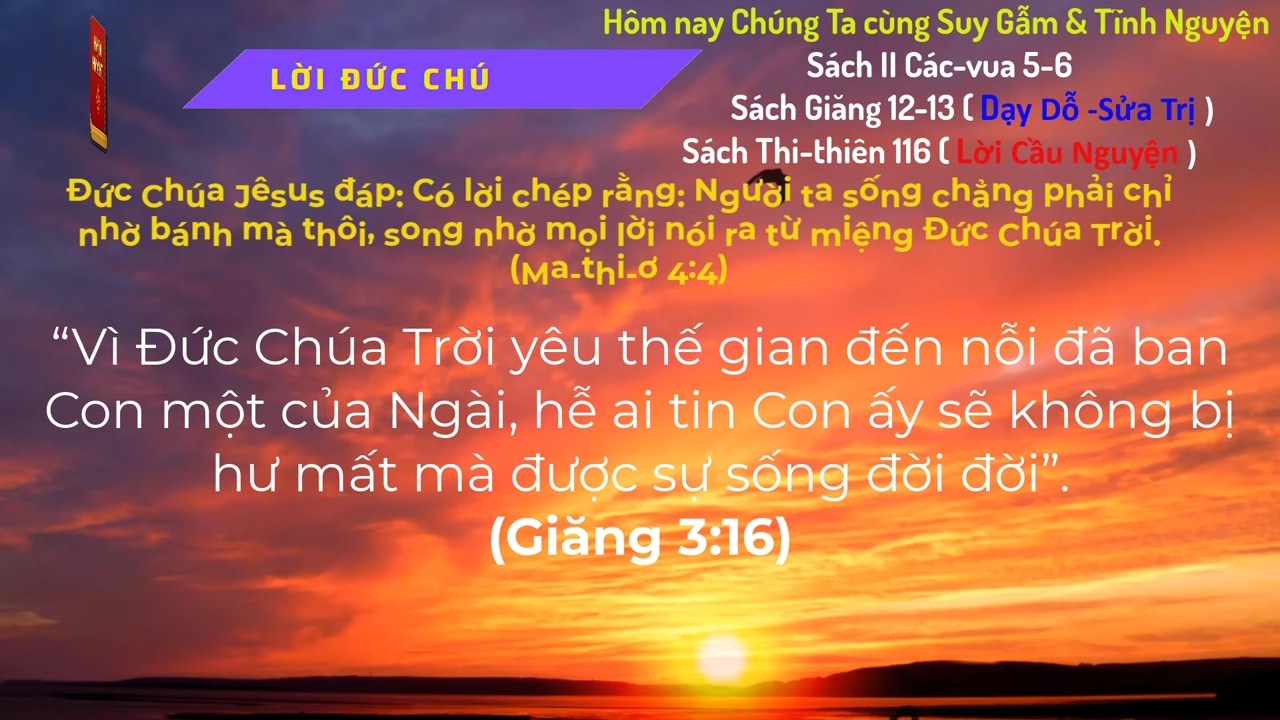 Hôm nay Chúng Ta cùng Suy Gẫm & Tĩnh Nguyện
LỜI ĐỨC CHÚ
Sách II Các-vua 5-6
Sách Giăng 12-13 ( Dạy Dỗ -Sửa Trị )
Sách Thi-thiên 116 ( Lời Cầu Nguyện )
Đức Chúa Jêsus đáp: Có lời chép rằng: Người ta sống chẳng phải chỉ
nhờ bánh mà thôi, song nhờ mọi lời nói ra từ miệng Đức Chúa Trời.
(Ma-thi-ơ 4:4)
“Vì Đức Chúa Trời yêu thế gian đến nỗi đã ban
Con một của Ngài, hễ ai tin Con ấy sẽ không bị
hư mất mà được sự sống đời đời”.
(Giăng 3:16)